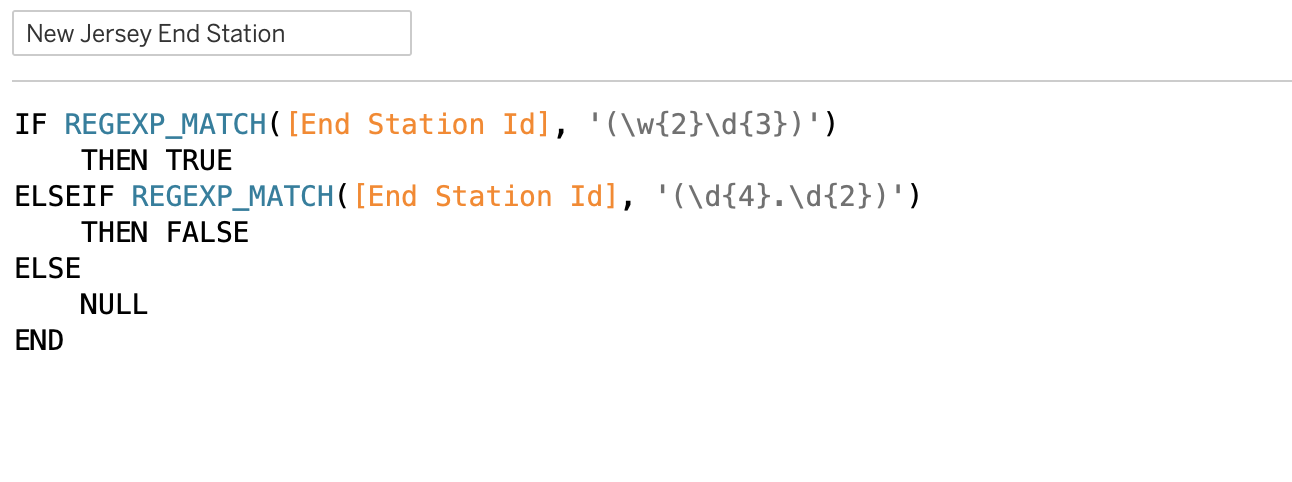 New Jersey End Station
IF REGEXP_MATCH([End Station Id], '(\w{2}\d{3})')
    THEN TRUE
ELSEIF REGEXP_MATCH([End Station Id], '(\d{4}.\d{2})')
    THEN FALSE
ELSE
    NULL
END